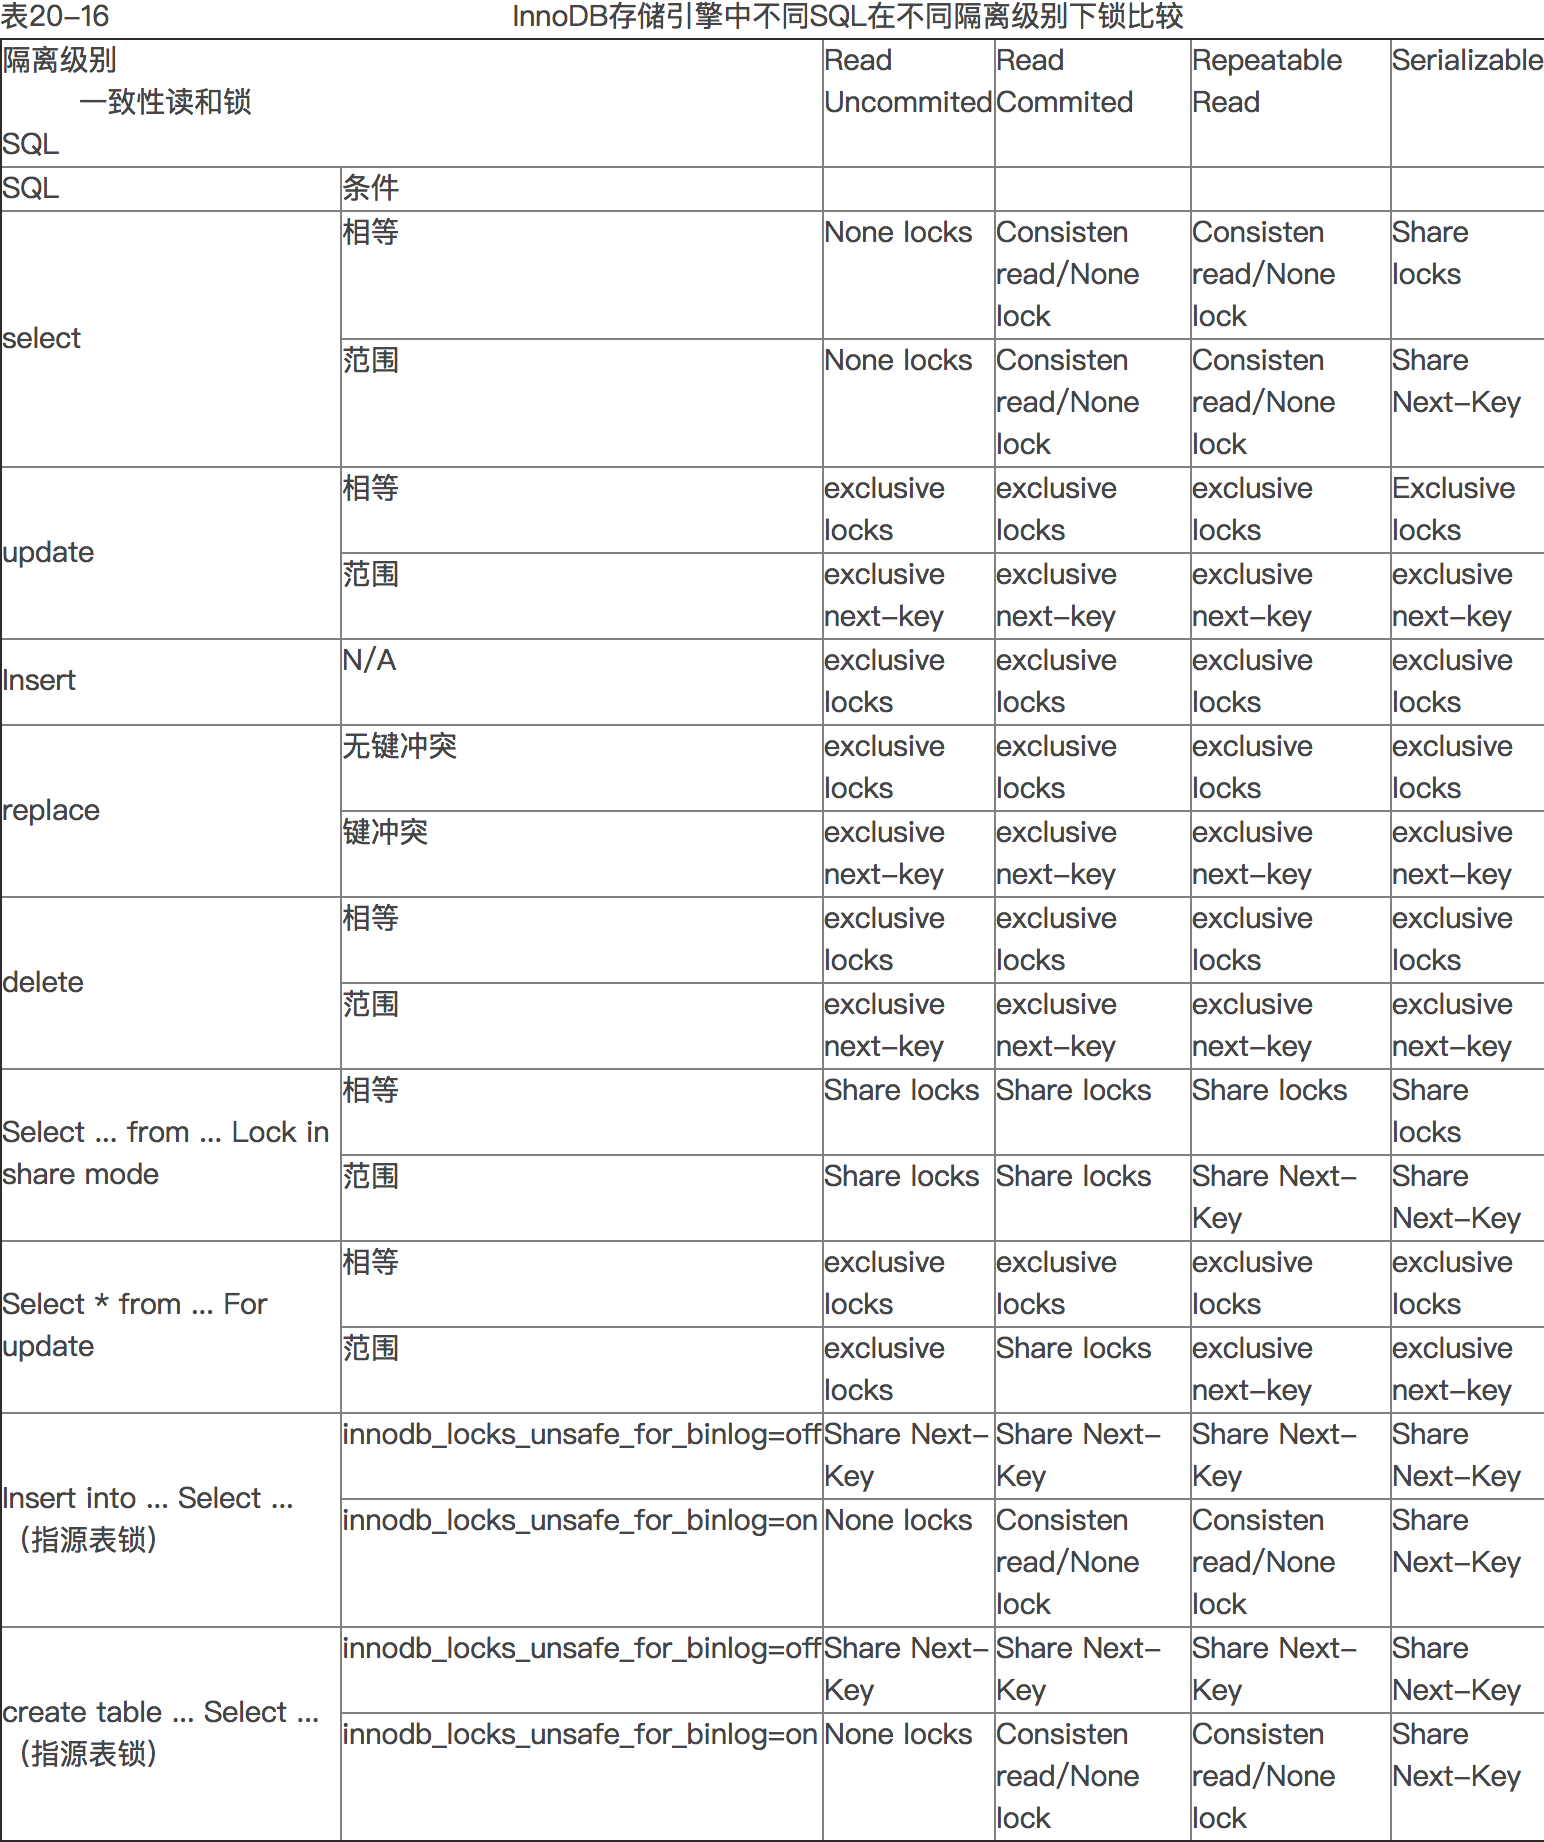 表20-16 InnoDB存储引擎中不同SQL在不同隔离级别下锁比较
隔离级别
一致性读和锁
SQL
Read
Uncommited
Read
Commited
Repeatable
Read
Serializable
SQL
条件
select
相等
None locks
Consisten
read/None
lock
Consisten
read/None
lock
Share
locks
范围
None locks
Consisten
read/None
lock
Consisten
read/None
lock
Share
Next-Key
update
相等
exclusive
locks
exclusive
locks
exclusive
locks
Exclusive
locks
范围
exclusive
next-key
exclusive
next-key
exclusive
next-key
exclusive
next-key
Insert
N/A
exclusive
locks
exclusive
locks
exclusive
locks
exclusive
locks
replace
无键冲突
exclusive
locks
exclusive
locks
exclusive
locks
exclusive
locks
键冲突
exclusive
next-key
exclusive
next-key
exclusive
next-key
exclusive
next-key
delete
相等
exclusive
locks
exclusive
locks
exclusive
locks
exclusive
locks
范围
exclusive
next-key
exclusive
next-key
exclusive
next-key
exclusive
next-key
Select ... from ... Lock in
share mode
相等
Share locks
Share locks
Share locks
Share
locks
范围
Share locks
Share locks
Share Next-
Key
Share
Next-Key
Select * from ... For
update
相等
exclusive
locks
exclusive
locks
exclusive
locks
exclusive
locks
范围
exclusive
locks
Share locks
exclusive
next-key
exclusive
next-key
Insert into ... Select ...
（指源表锁）
innodb_locks_unsafe_for_binlog=off
Share Next-
Key
Share Next-
Key
Share Next-
Key
Share
Next-Key
innodb_locks_unsafe_for_binlog=on
None locks
Consisten
read/None
lock
Consisten
read/None
lock
Share
Next-Key
create table ... Select ...
（指源表锁）
innodb_locks_unsafe_for_binlog=off
Share Next-
Key
Share Next-
Key
Share Next-
Key
Share
Next-Key
innodb_locks_unsafe_for_binlog=on
None locks
Consisten
read/None
lock
Consisten
read/None
lock
Share
Next-Key